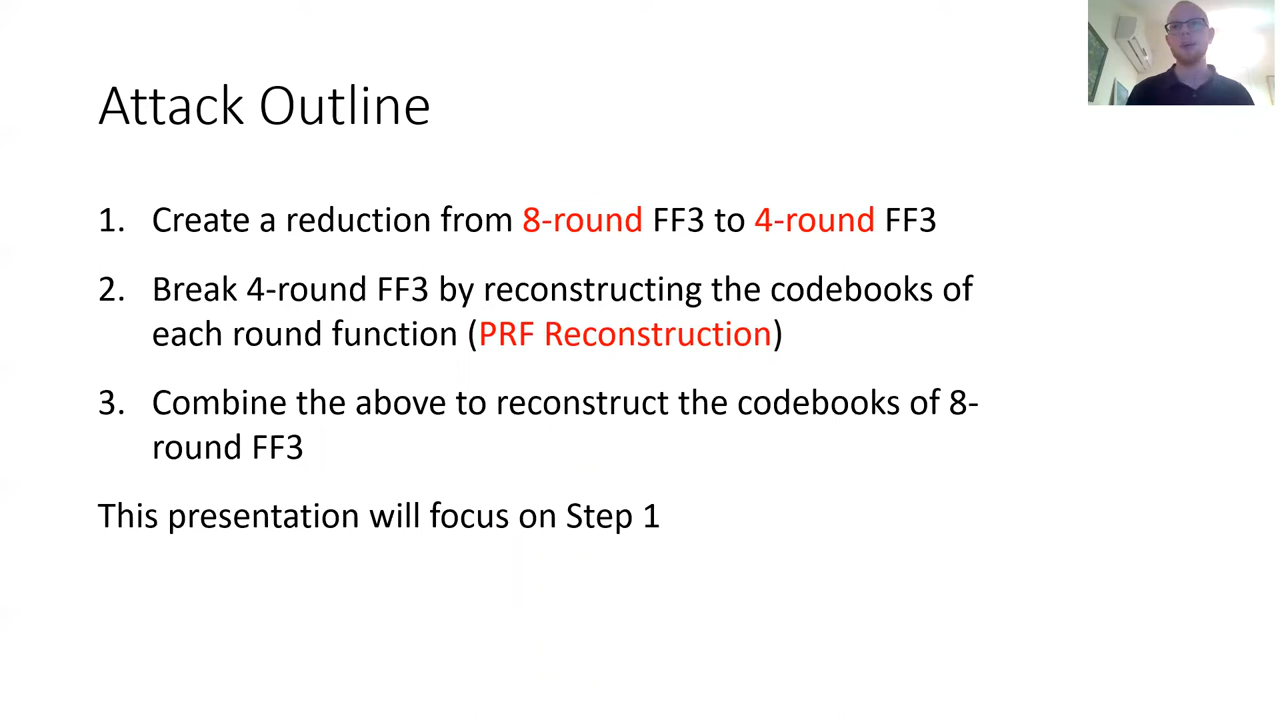 Attack Outline
1. Create a reduction from 8-round FF3 to 4-round FF3
2. Break 4-round FF3 by reconstructing the codebooks of
each round function (PRF Reconstruction)
3. Combine the above to reconstruct the codebooks of 8-
round FF3
This presentation will focus on Step 1